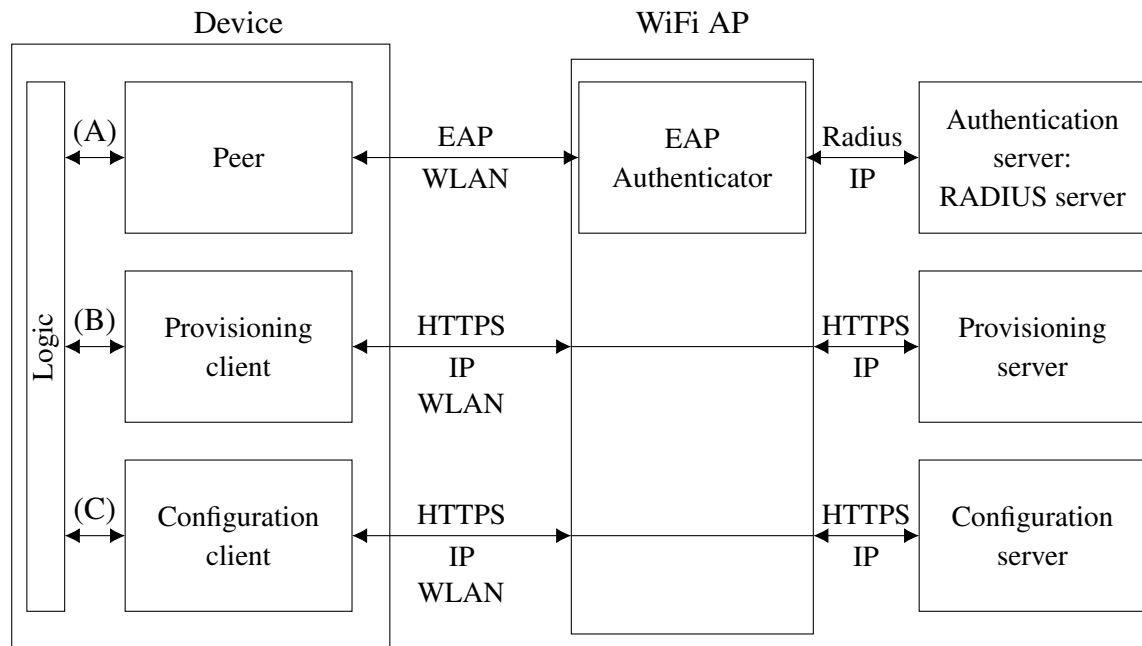 Device
WiFi AP
Logic
(A)
Peer
EAP
WLAN
EAP
Authenticator
Radius
IP
Authentication
server:
RADIUS server
(B)
Provisioning
client
HTTPS
IP
WLAN
HTTPS
IP
Provisioning
server
(C)
Configuration
client
HTTPS
IP
WLAN
HTTPS
IP
Configuration
server